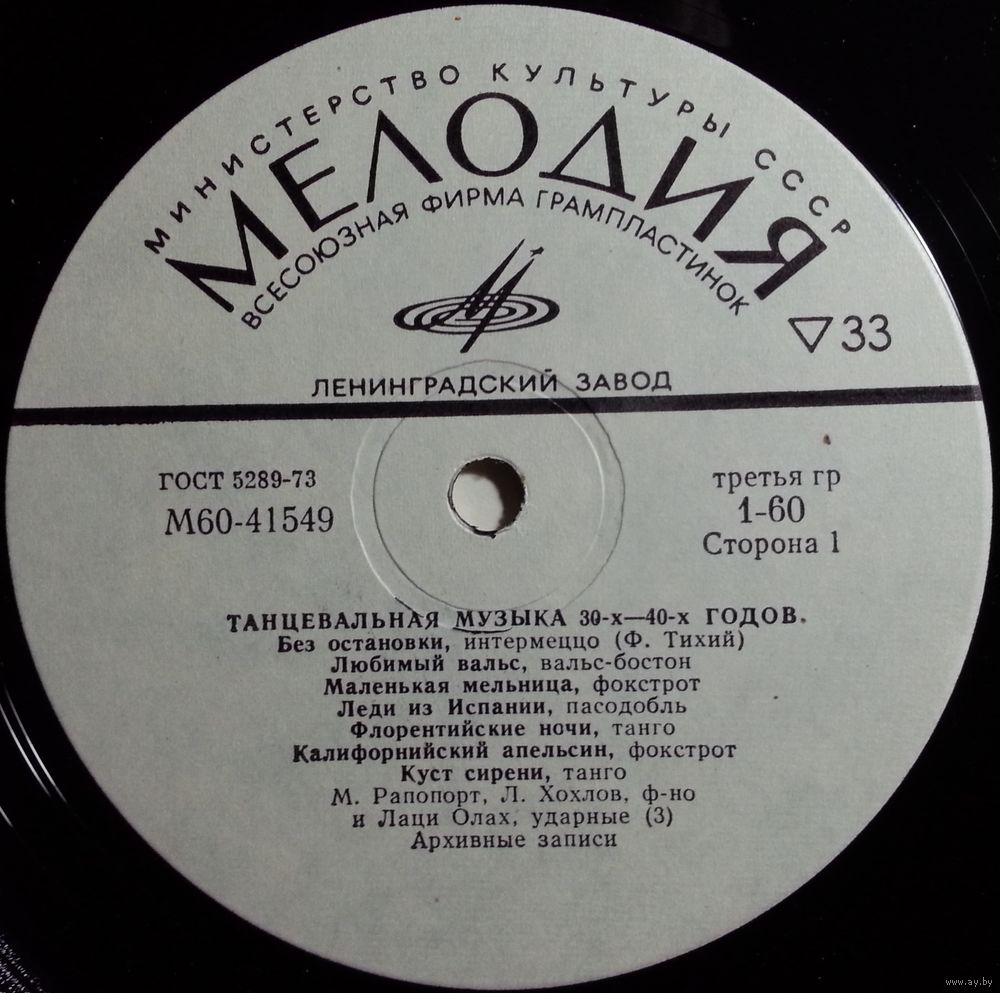 МИНИСТЕРСТВО КУЛЬТУРЫ СССР
МЕЛОДИЯ
ВСЕСОЮЗНАЯ ФИРМА ГРАМПЛАСТИНОК
33
ЛЕНИНГРАДСКИЙ ЗАВОД
ГОСТ 5289-73
М60-41549
третья гр
1-60
Сторона 1
ТАНЦЕВАЛЬНАЯ МУЗЫКА 30-х—40-х ГОДОВ.
Без остановки, интермеццо (Ф. Тихий)
Любимый вальс, вальс-бостон
Маленькая мельница, фокстрот
Леди из Испании, пасодобль
Флорентийские ночи, танго
Калифорнийский апельсин, фокстрот
Куст сирени, танго
М. Рапопорт, Л. Хохлов, ф-но
и Лаци Олах, ударные (3)
Архивные записи
www.ay.by